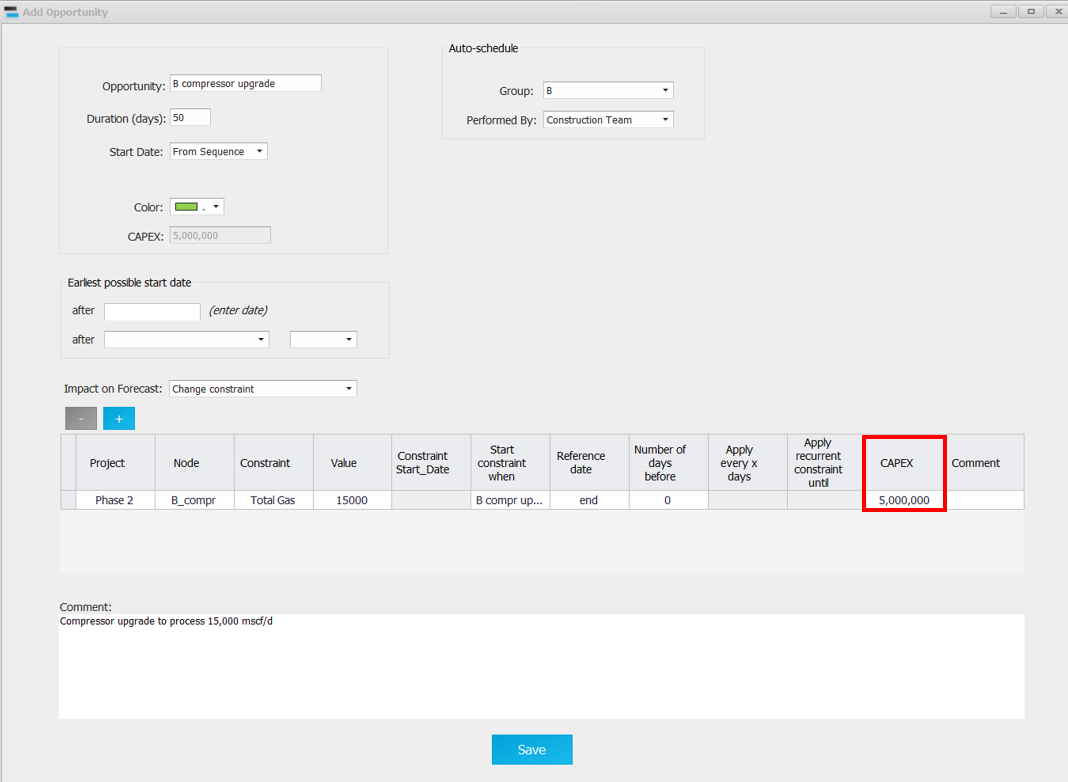 Add Opportunity
Opportunity: B compressor upgrade
Duration (days): 50
Start Date: From Sequence
Color: .
CAPEX: 5,000,000
Auto-schedule
Group: B
Performed By: Construction Team
Earliest possible start date
after (enter date)
after
Impact on Forecast: Change constraint
- +
Project Node Constraint Value Constraint Start_Date Start constraint when Reference date Number of days before Apply every x days Apply recurrent constraint until CAPEX Comment
Phase 2 B_compr Total Gas 15000 B compr up... end 0 5,000,000
Comment:
Compressor upgrade to process 15,000 mscf/d
Save